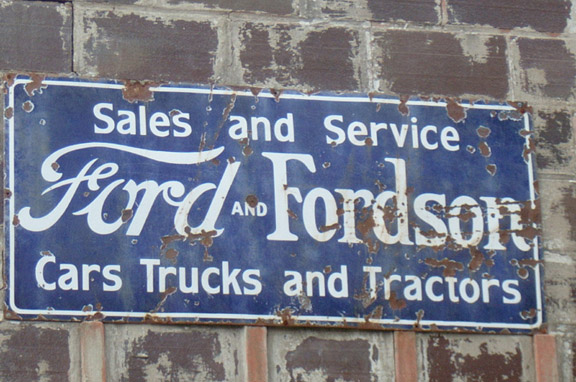 Sales and Service
Ford AND Fordson
Cars Trucks and Tractors